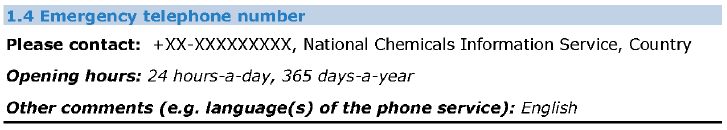 1.4 Emergency telephone number
Please contact: +XX-XXXXXXXXX, National Chemicals Information Service, Country
Opening hours: 24 hours-a-day, 365 days-a-year
Other comments (e.g. language(s) of the phone service): English